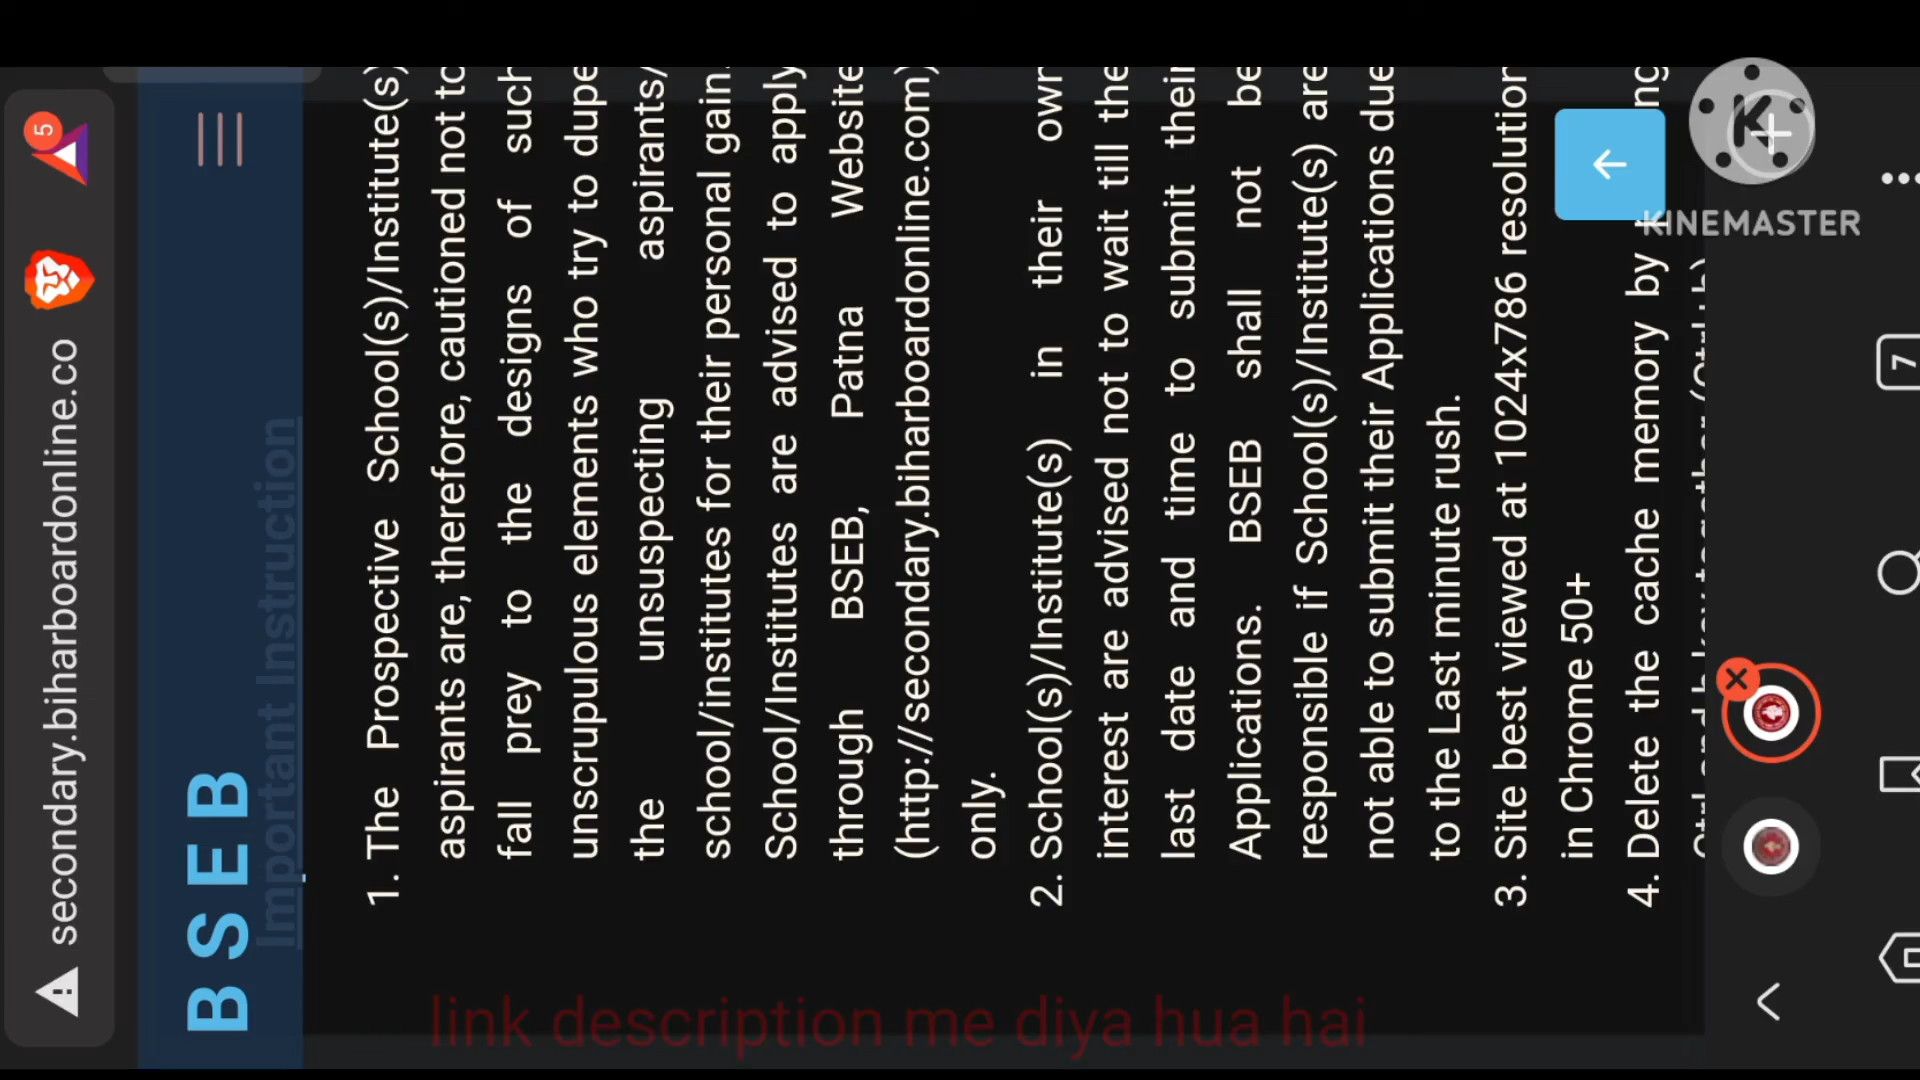 secondary.biharboardonline.co
5
BSEB
Important Instruction
1. The Prospective School(s)/Institute(s)
aspirants are, therefore, cautioned not to
fall prey to the designs of such
unscrupulous elements who try to dupe
the unsuspecting aspirants/
school/institutes for their personal gain.
School/Institutes are advised to apply
through BSEB, Patna Website
(http://secondary.biharboardonline.com)
only.
2. School(s)/Institute(s) in their own
interest are advised not to wait till the
last date and time to submit their
Applications. BSEB shall not be
responsible if School(s)/Institute(s) are
not able to submit their Applications due
to the Last minute rush.
3. Site best viewed at 1024x786 resolution
in Chrome 50+
4. Delete the cache memory by
7
KINEMASTER
link description me diya hua hai